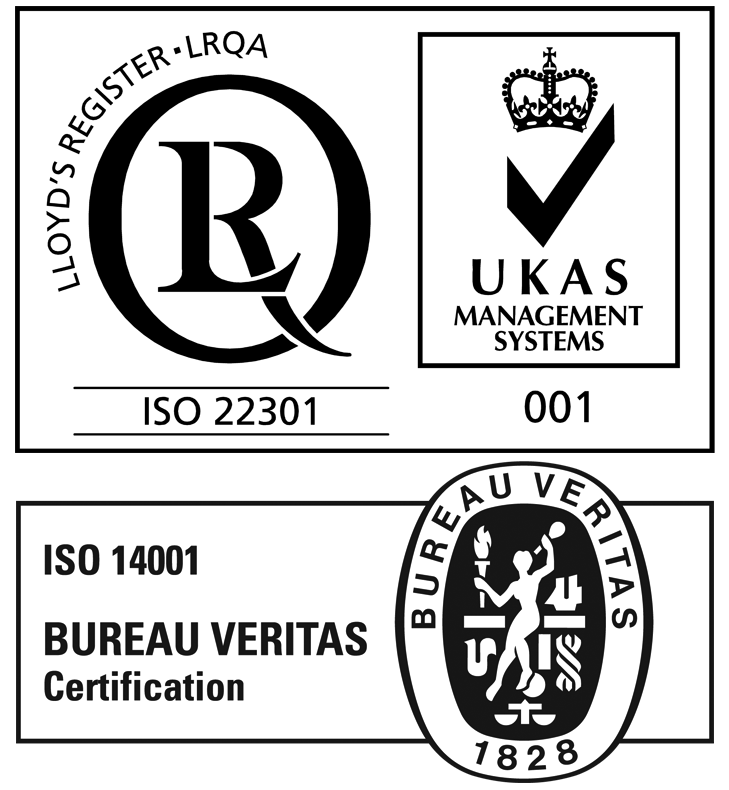 LLOYD'S REGISTER · LRQA
LR
ISO 22301
UKAS
MANAGEMENT
SYSTEMS
001
ISO 14001
BUREAU VERITAS
Certification
BUREAU VERITAS
1828